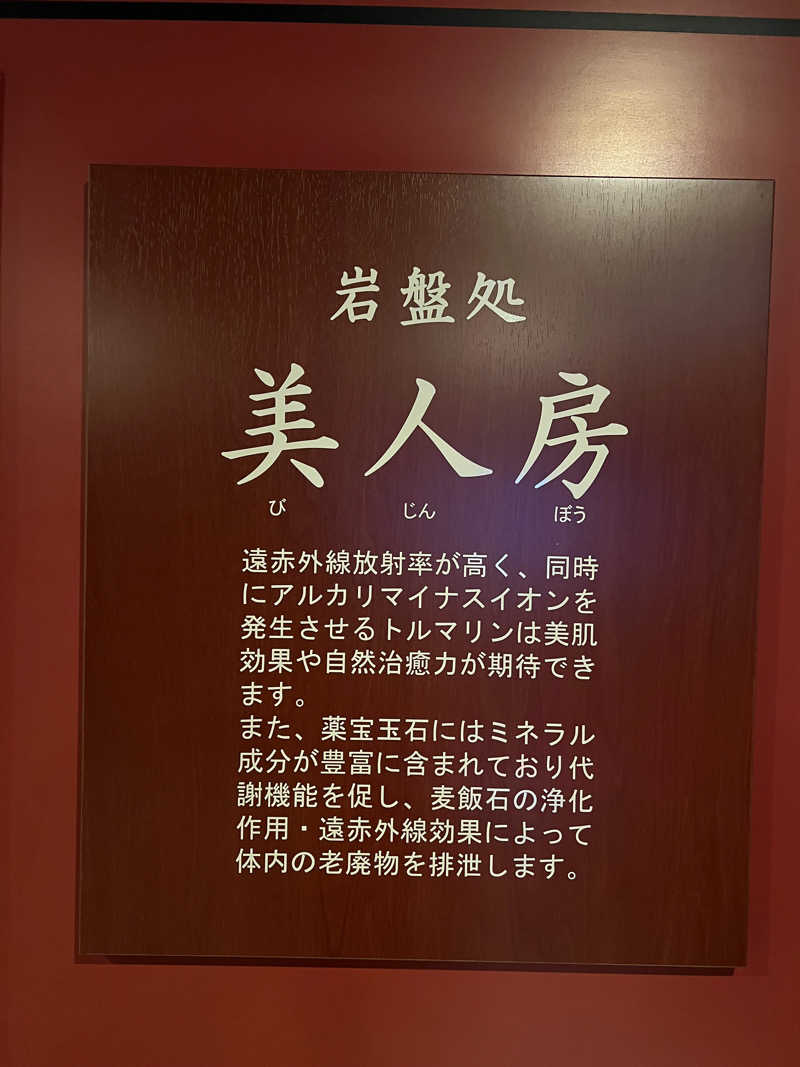 岩盤処
美人房
び じん ぼう
遠赤外線放射率が高く、同時
にアルカリマイナスイオンを
発生させるトルマリンは美肌
効果や自然治癒力が期待でき
ます。
また、薬宝玉石にはミネラル
成分が豊富に含まれており代
謝機能を促し、麦飯石の浄化
作用・遠赤外線効果によって
体内の老廃物を排泄します。